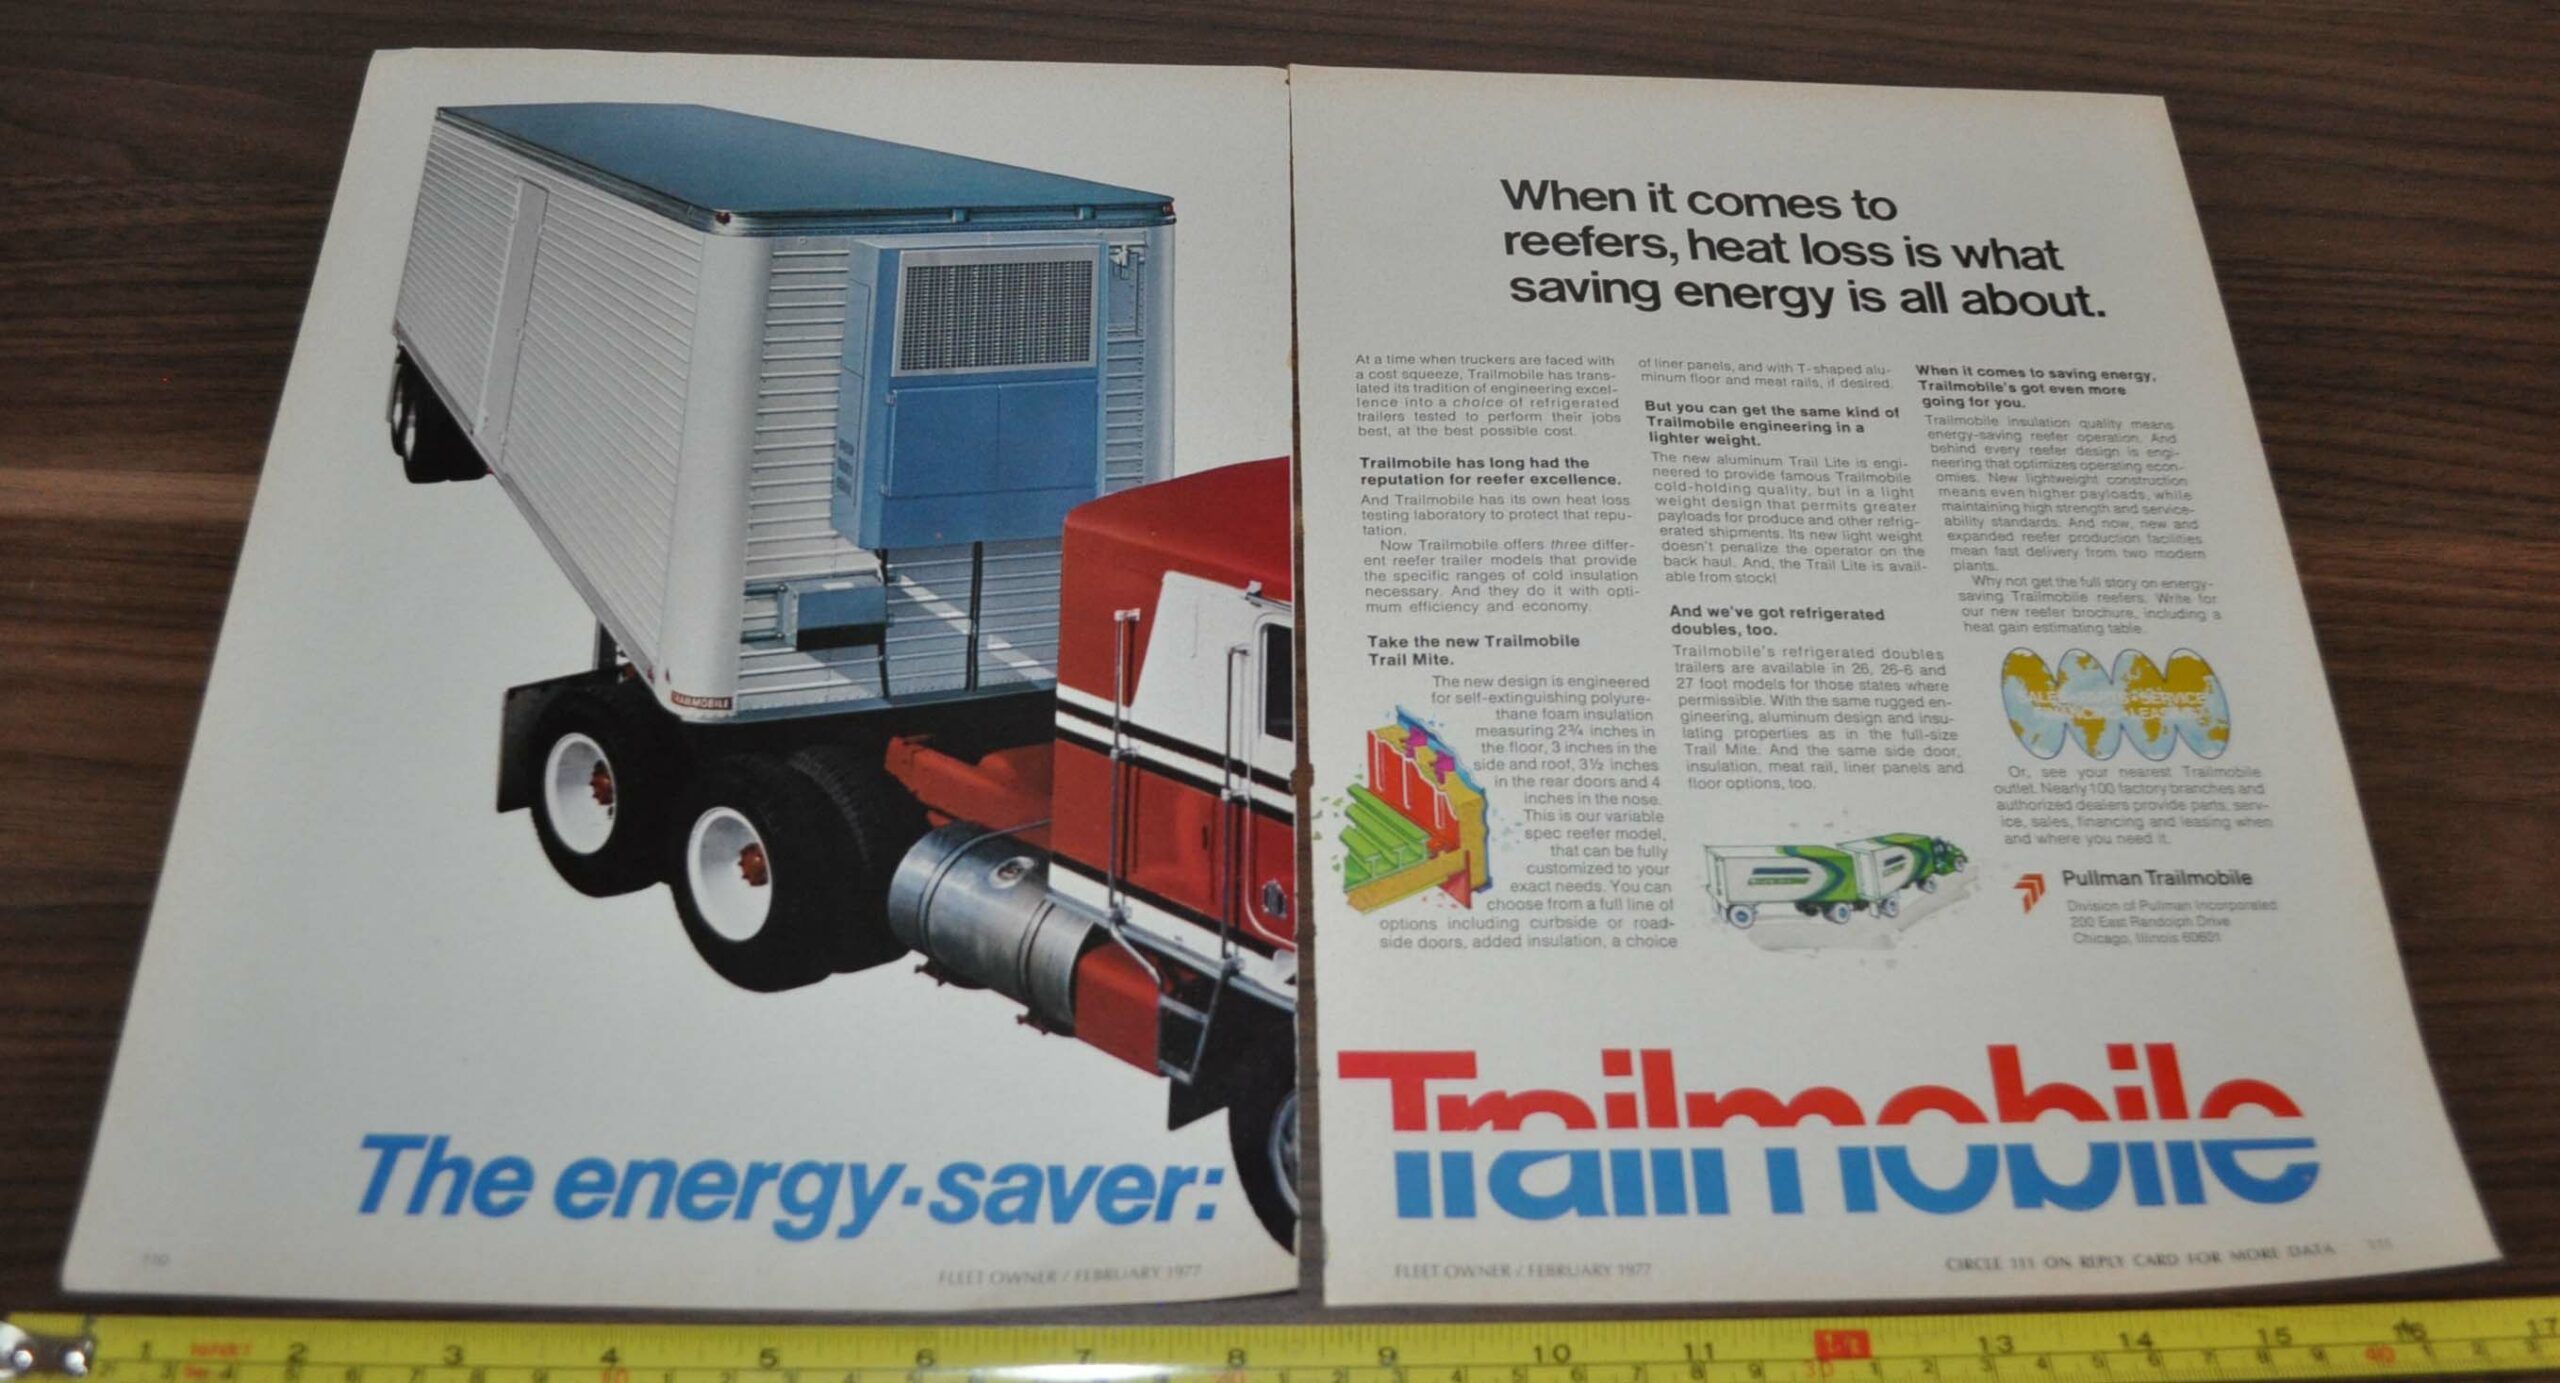 TRAILMOBILE
The energy-saver:
110
FLEET OWNER / FEBRUARY 1977
When it comes to
reefers, heat loss is what
saving energy is all about.
At a time when truckers are faced with
a cost squeeze, Trailmobile has trans-
lated its tradition of engineering excel-
lence into a choice of refrigerated
trailers tested to perform their jobs
best, at the best possible cost.
Trailmobile has long had the
reputation for reefer excellence.
And Trailmobile has its own heat loss
testing laboratory to protect that repu-
tation.
Now Trailmobile offers three differ-
ent reefer trailer models that provide
the specific ranges of cold insulation
necessary. And they do it with opti-
mum efficiency and economy.
Take the new Trailmobile
Trail Mite.
The new design is engineered
for self-extinguishing polyure-
thane foam insulation
measuring 2¾ inches in
the floor, 3 inches in the
side and roof, 3½ inches
in the rear doors and 4
inches in the nose.
This is our variable
spec reefer model,
that can be fully
customized to your
exact needs. You can
choose from a full line of
options including curbside or road-
side doors, added insulation, a choice
of liner panels, and with T-shaped alu-
minum floor and meat rails, if desired.
But you can get the same kind of
Trailmobile engineering in a
lighter weight.
The new aluminum Trail Lite is engi-
neered to provide famous Trailmobile
cold-holding quality, but in a light
weight design that permits greater
payloads for produce and other refrig-
erated shipments. Its new light weight
doesn't penalize the operator on the
back haul. And, the Trail Lite is avail-
able from stock!
And we've got refrigerated
doubles, too.
Trailmobile's refrigerated doubles
trailers are available in 26, 26-6 and
27 foot models for those states where
permissible. With the same rugged en-
gineering, aluminum design and insu-
lating properties as in the full-size
Trail Mite. And the same side door,
insulation, meat rail, liner panels and
floor options, too.
When it comes to saving energy,
Trailmobile's got even more
going for you.
Trailmobile insulation quality means
energy-saving reefer operation. And
behind every reefer design is engi-
neering that optimizes operating econ-
omies. New lightweight construction
means even higher payloads, while
maintaining high strength and service-
ability standards. And now, new and
expanded reefer production facilities
mean fast delivery from two modern
plants.
Why not get the full story on energy-
saving Trailmobile reefers. Write for
our new reefer brochure, including a
heat gain estimating table.
SERVICE
Or, see your nearest Trailmobile
outlet. Nearly 100 factory branches and
authorized dealers provide parts, serv-
ice, sales, financing and leasing when
and where you need it.
Pullman Trailmobile
Division of Pullman Incorporated
200 East Randolph Drive
Chicago, Illinois 60601
Trailmobile
FLEET OWNER / FEBRUARY 1977
CIRCLE 111 ON REPLY CARD FOR MORE DATA
111
1 2 3 4 5 6 7 8 9 10 11 13 14 15 16 17